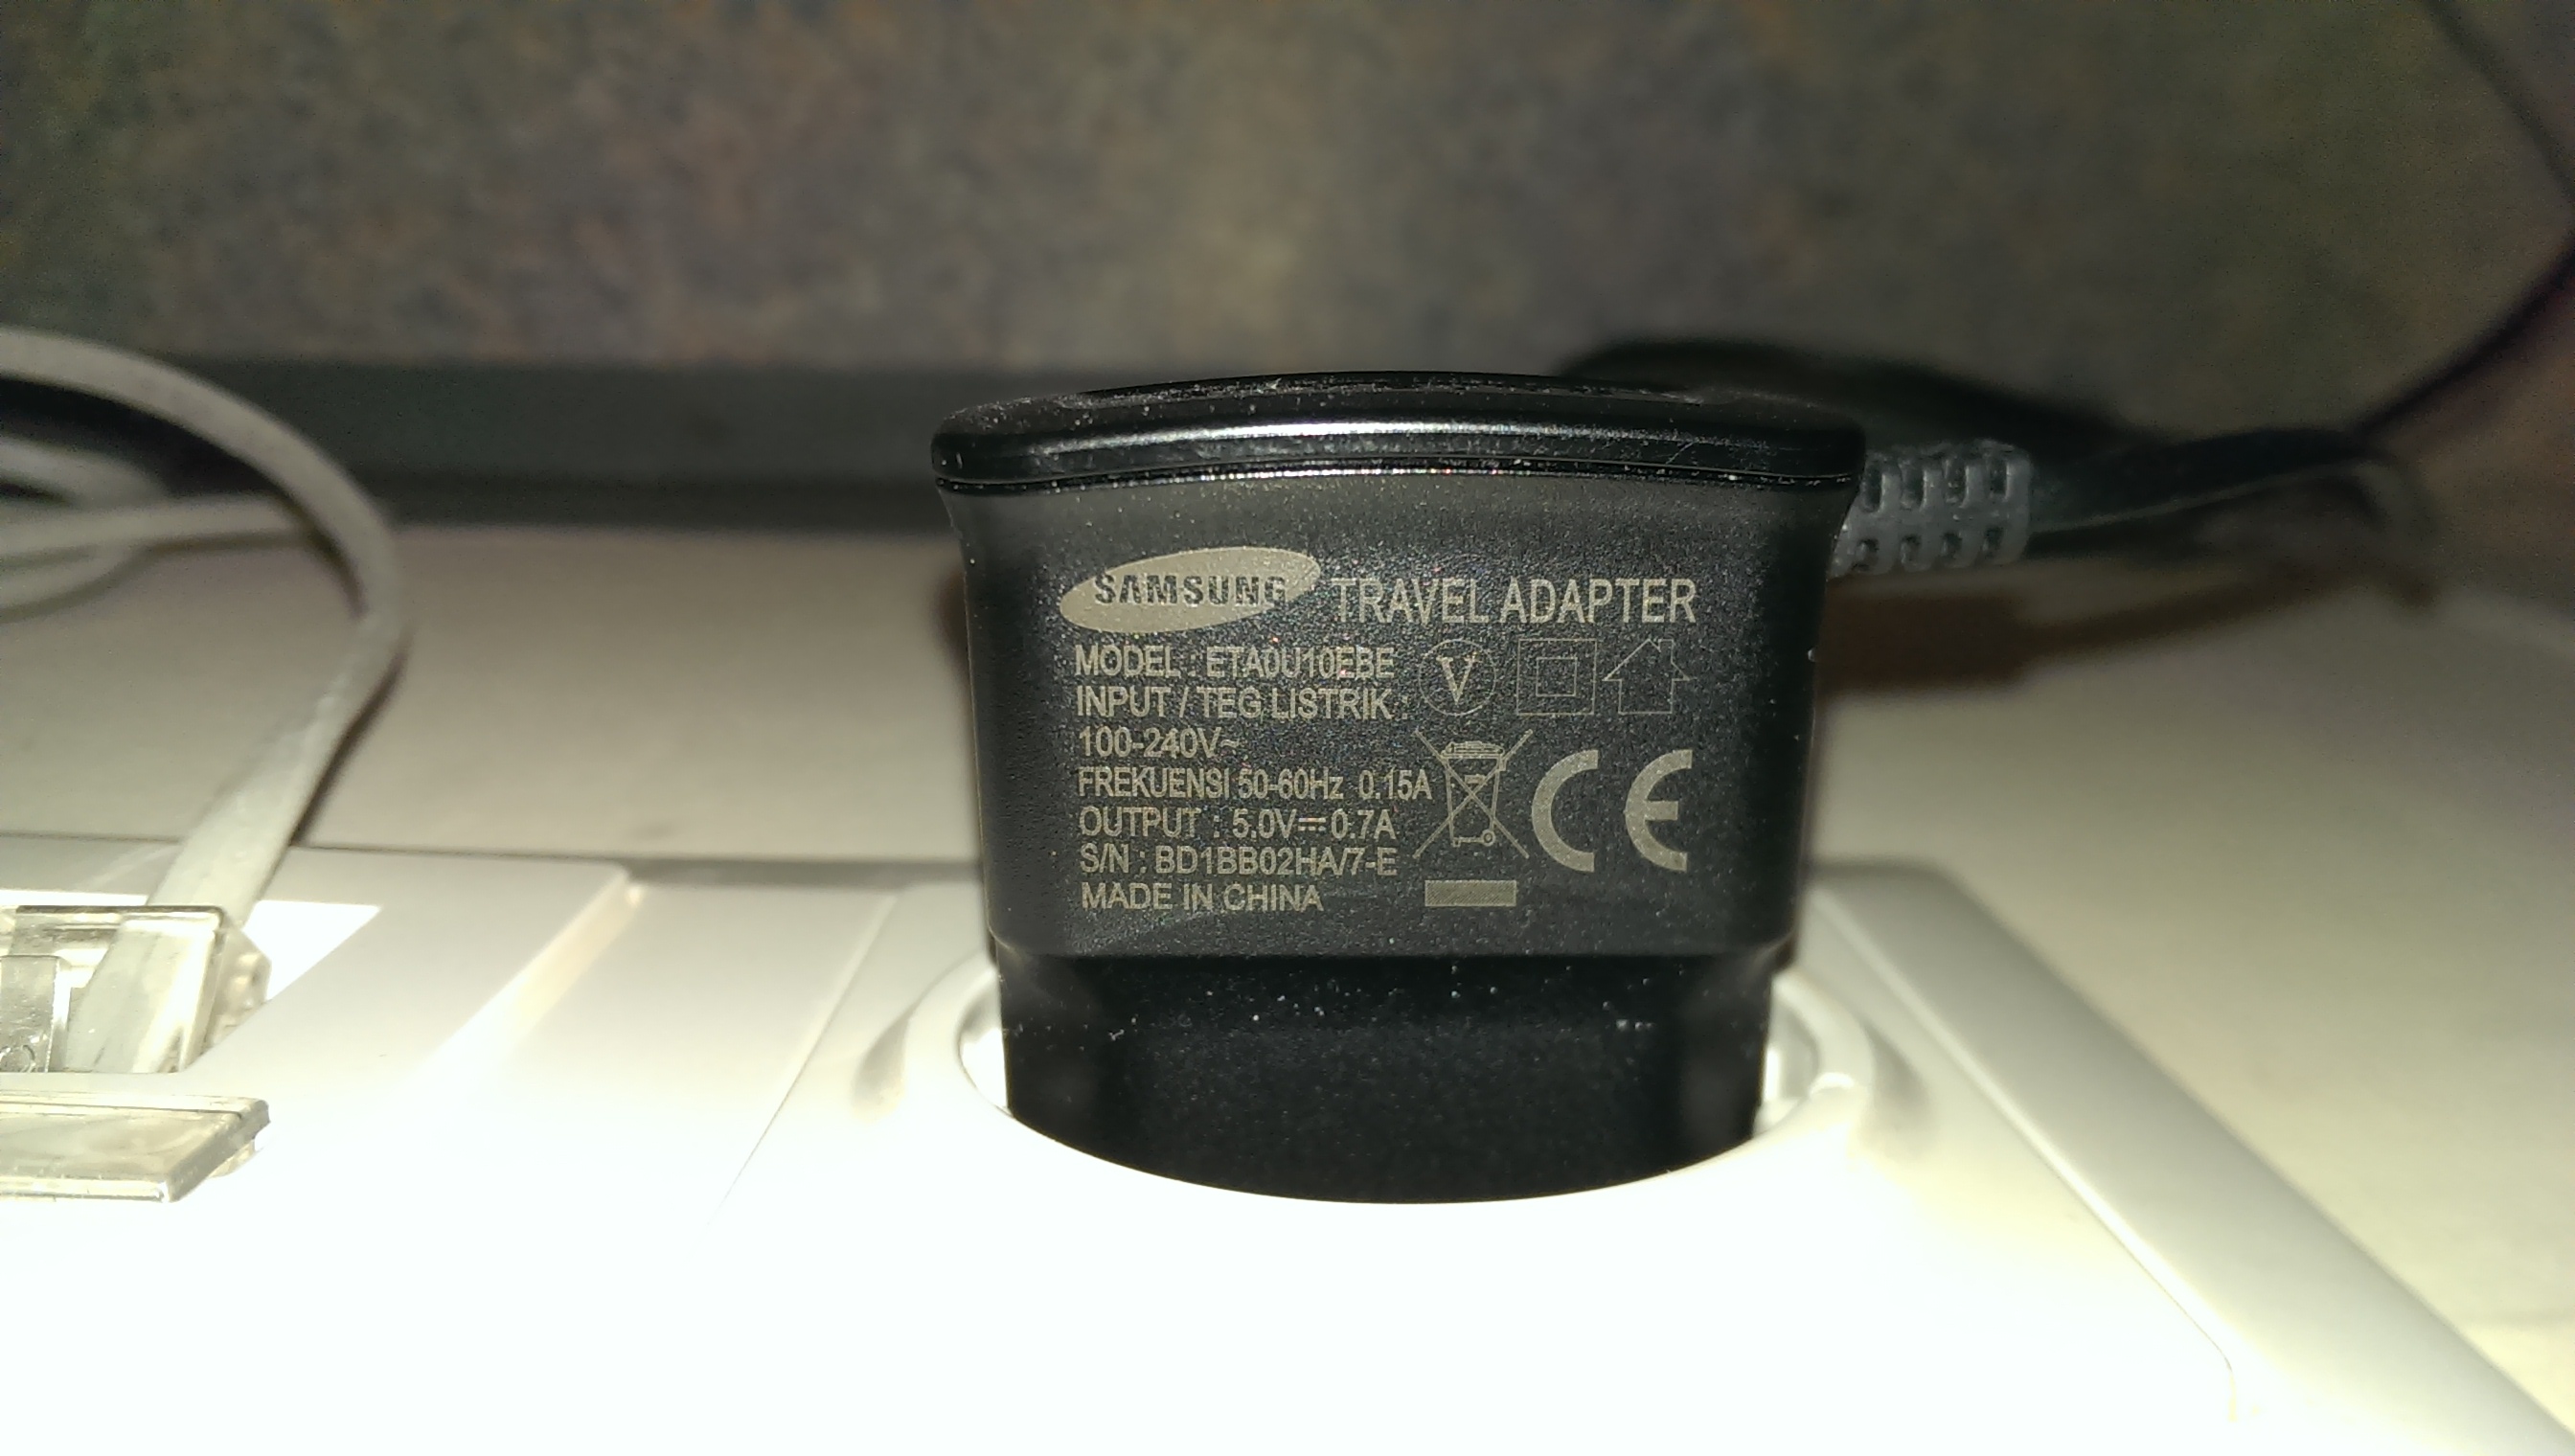 SAMSUNG TRAVEL ADAPTER
MODEL : ETA0U10EBE
INPUT / TEG LISTRIK :
100-240V~
FREKUENSI 50-60Hz 0.15A
OUTPUT : 5.0V⎓0.7A
S/N : BD1BB02HA/7-E
MADE IN CHINA
V
CE